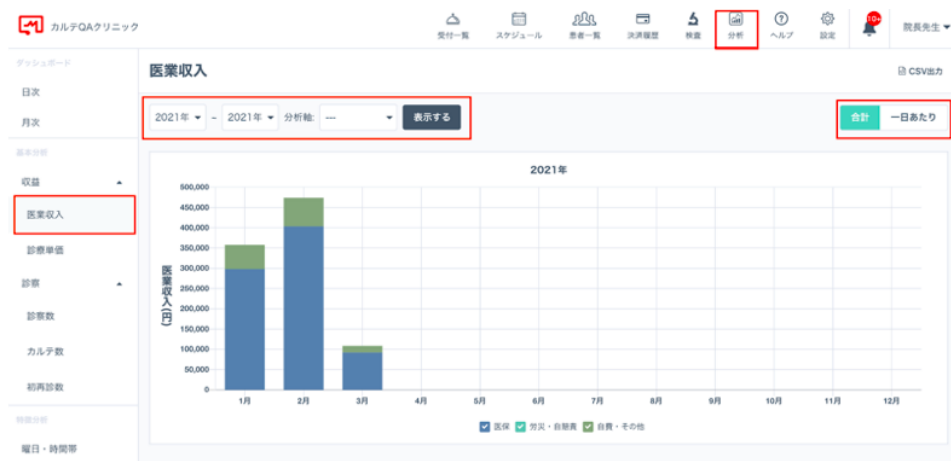 カルテQAクリニック
受付一覧
スケジュール
患者一覧
決済履歴
検査
分析
ヘルプ
設定
10+
院長先生
ダッシュボード
日次
月次
基本分析
収益
医業収入
診療単価
診察
診察数
カルテ数
初再診数
特徴分析
曜日・時間帯
医業収入
CSV出力
2021年 ~ 2021年 分析軸: --- 表示する
合計 一日あたり
2021年
医業収入(円)
500,000
450,000
400,000
350,000
300,000
250,000
200,000
150,000
100,000
50,000
0
1月 2月 3月 4月 5月 6月 7月 8月 9月 10月 11月 12月
医保 労災・自賠責 自費・その他